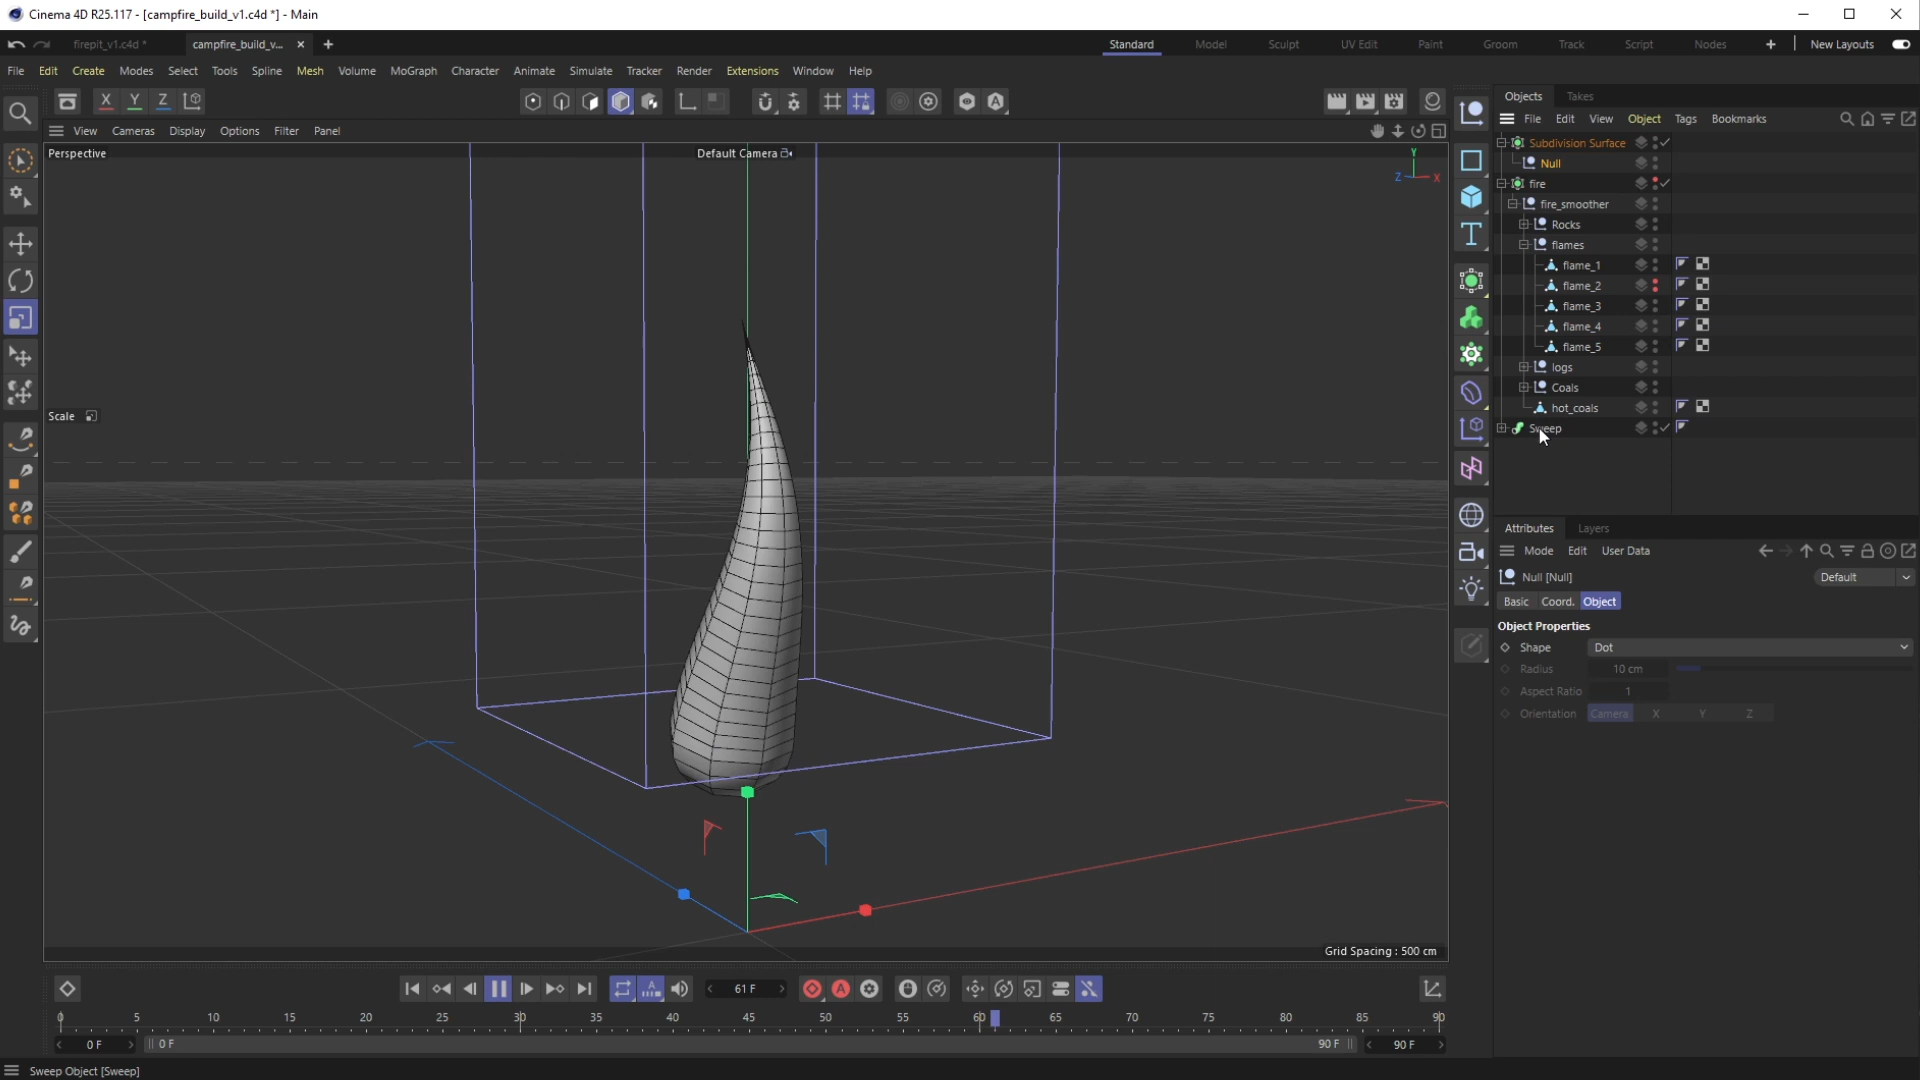 Cinema 4D R25.117 - [campfire_build_v1.c4d *] - Main
firepit_v1.c4d *
campfire_build_v...
Standard
Model
Sculpt
UV Edit
Paint
Groom
Track
Script
Nodes
New Layouts
File Edit Create Modes Select Tools Spline Mesh Volume MoGraph Character Animate Simulate Tracker Render Extensions Window Help
X Y Z
View Cameras Display Options Filter Panel
Perspective
Default Camera
Y
Z X
Scale
Grid Spacing : 500 cm
Objects Takes
File Edit View Object Tags Bookmarks
Subdivision Surface
Null
fire
fire_smoother
Rocks
flames
flame_1
flame_2
flame_3
flame_4
flame_5
logs
Coals
hot_coals
Sweep
Attributes Layers
Mode Edit User Data
Null [Null]
Default
Basic Coord. Object
Object Properties
Shape Dot
Radius 10 cm
Aspect Ratio 1
Orientation Camera X Y Z
61 F
0 5 10 15 20 25 30 35 40 45 50 55 60 65 70 75 80 85 90
0 F 0 F 90 F 90 F
Sweep Object [Sweep]